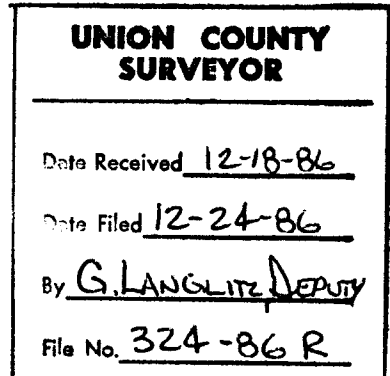 UNION COUNTY
SURVEYOR
Date Received 12-18-86
Date Filed 12-24-86
By G. LANGLITZ DEPUTY
File No. 324-86 R